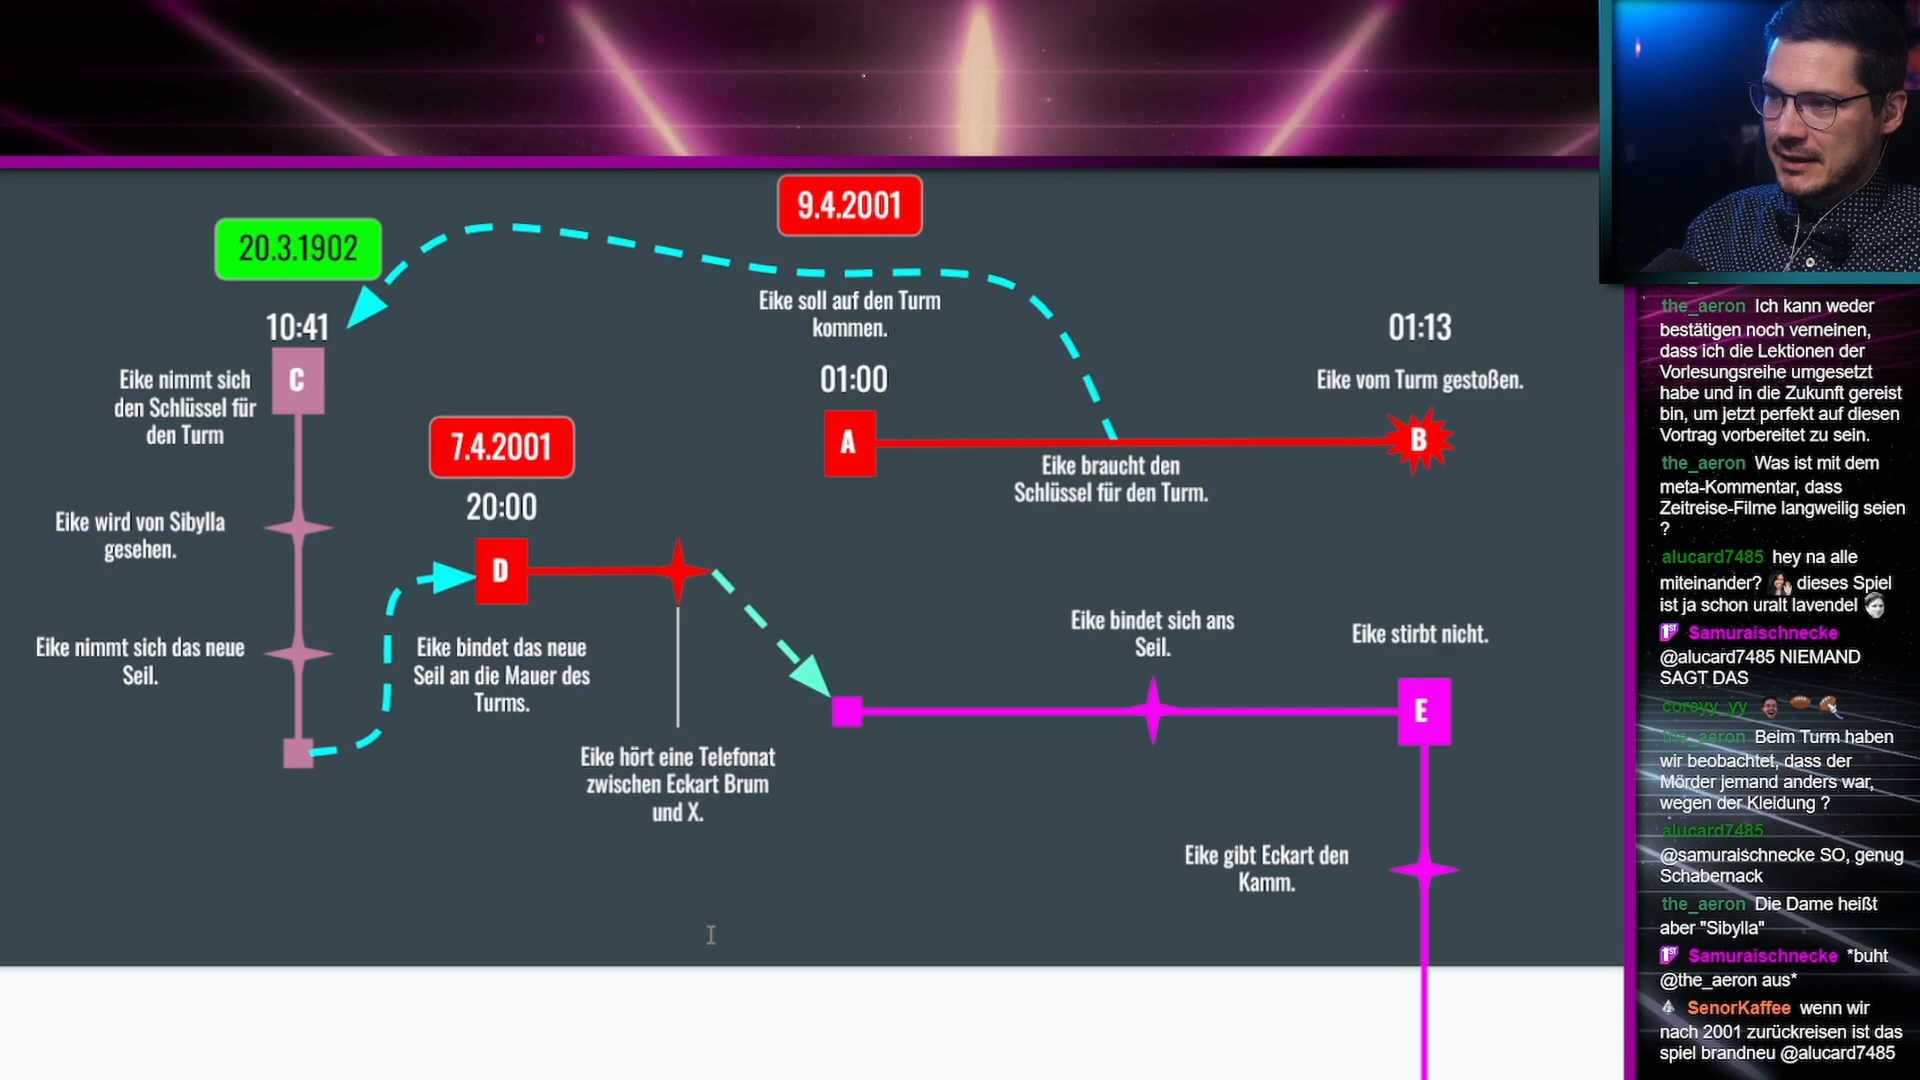 9.4.2001
20.3.1902
10:41
C
Eike nimmt sich
den Schlüssel für
den Turm
Eike wird von Sibylla
gesehen.
Eike nimmt sich das neue
Seil.
7.4.2001
20:00
D
Eike bindet das neue
Seil an die Mauer des
Turms.
Eike hört eine Telefonat
zwischen Eckart Brum
und X.
Eike soll auf den Turm
kommen.
01:00
A
Eike braucht den
Schlüssel für den Turm.
01:13
Eike vom Turm gestoßen.
B
Eike bindet sich ans
Seil.
Eike stirbt nicht.
E
Eike gibt Eckart den
Kamm.
the_aeron Ich kann weder
bestätigen noch verneinen,
dass ich die Lektionen der
Vorlesungsreihe umgesetzt
habe und in die Zukunft gereist
bin, um jetzt perfekt auf diesen
Vortrag vorbereitet zu sein.
the_aeron Was ist mit dem
meta-Kommentar, dass
Zeitreise-Filme langweilig seien
?
alucard7485 hey na alle
miteinander? dieses Spiel
ist ja schon uralt lavendel
1ST Samuraischnecke
@alucard7485 NIEMAND
SAGT DAS
coreyy_yy
the_aeron Beim Turm haben
wir beobachtet, dass der
Mörder jemand anders war,
wegen der Kleidung ?
alucard7485
@samuraischnecke SO, genug
Schabernack
the_aeron Die Dame heißt
aber "Sibylla"
1ST Samuraischnecke *buht
@the_aeron aus*
SenorKaffee wenn wir
nach 2001 zurückreisen ist das
spiel brandneu @alucard7485